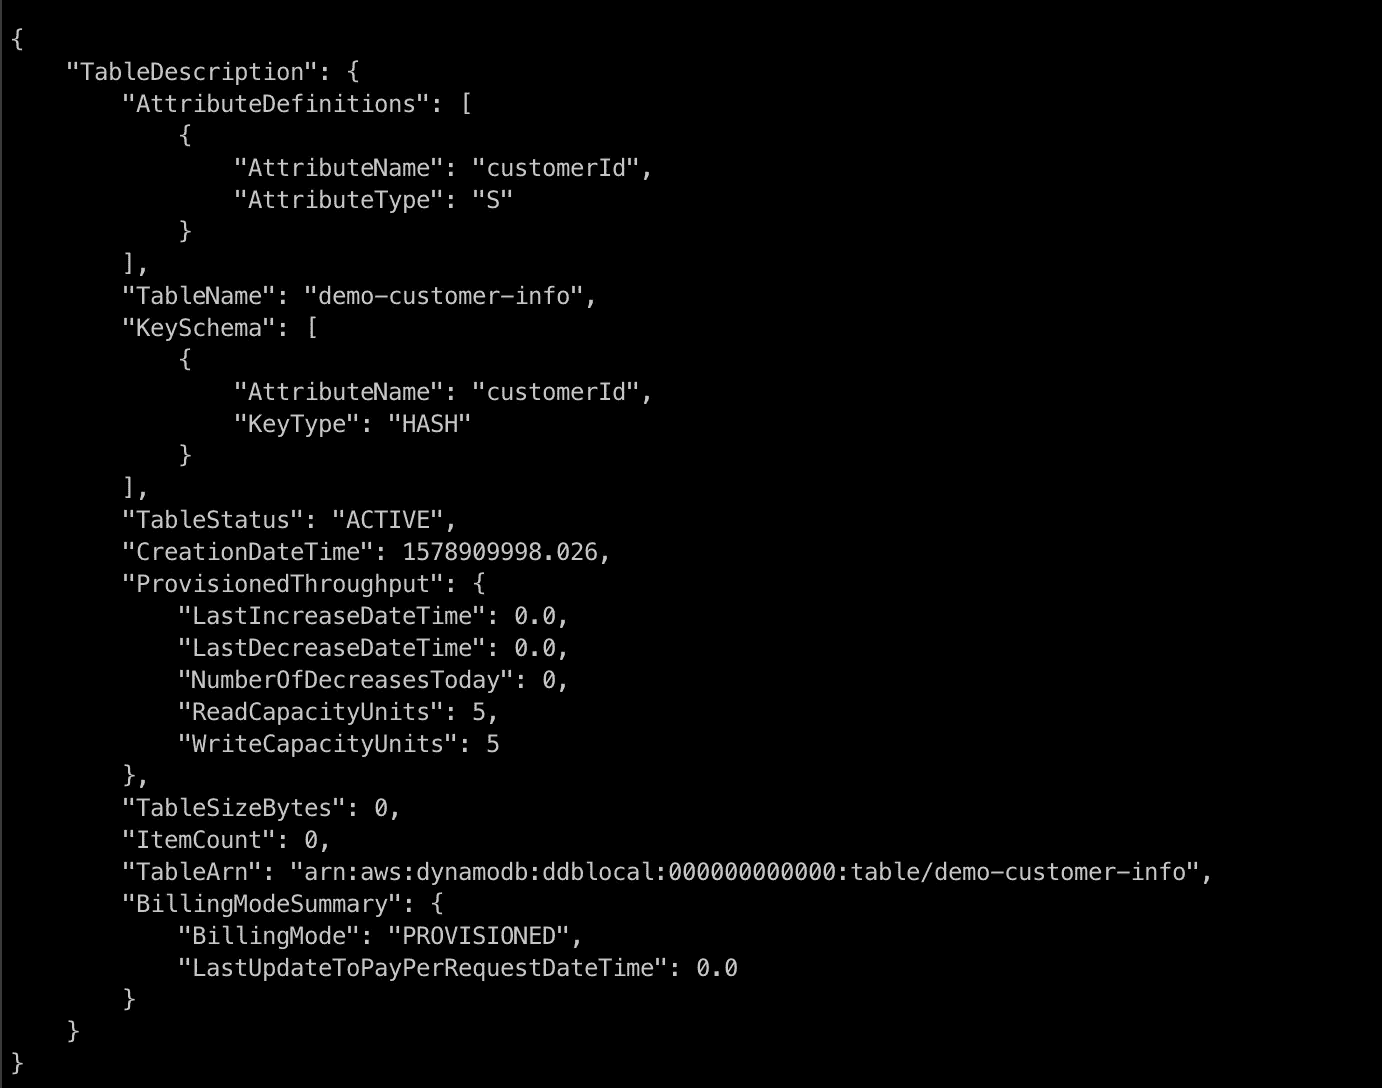 {
    "TableDescription": {
        "AttributeDefinitions": [
            {
                "AttributeName": "customerId",
                "AttributeType": "S"
            }
        ],
        "TableName": "demo-customer-info",
        "KeySchema": [
            {
                "AttributeName": "customerId",
                "KeyType": "HASH"
            }
        ],
        "TableStatus": "ACTIVE",
        "CreationDateTime": 1578909998.026,
        "ProvisionedThroughput": {
            "LastIncreaseDateTime": 0.0,
            "LastDecreaseDateTime": 0.0,
            "NumberOfDecreasesToday": 0,
            "ReadCapacityUnits": 5,
            "WriteCapacityUnits": 5
        },
        "TableSizeBytes": 0,
        "ItemCount": 0,
        "TableArn": "arn:aws:dynamodb:ddblocal:000000000000:table/demo-customer-info",
        "BillingModeSummary": {
            "BillingMode": "PROVISIONED",
            "LastUpdateToPayPerRequestDateTime": 0.0
        }
    }
}